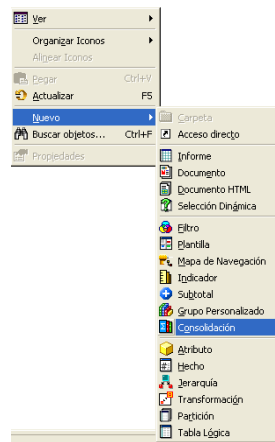 Ver
Organizar Iconos
Alinear Iconos
Pegar Ctrl+V
Actualizar F5
Nuevo
Buscar objetos... Ctrl+F
Propiedades
Carpeta
Acceso directo
Informe
Documento
Documento HTML
Selección Dinámica
Filtro
Plantilla
Mapa de Navegación
Indicador
Subtotal
Grupo Personalizado
Consolidación
Atributo
Hecho
Jerarquía
Transformación
Partición
Tabla Lógica